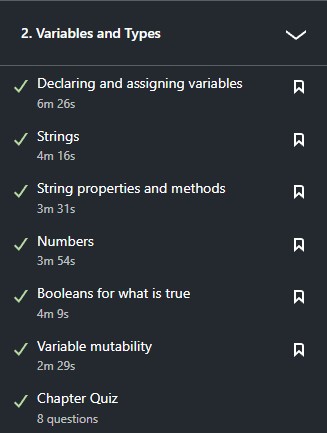 2. Variables and Types
Declaring and assigning variables
6m 26s
Strings
4m 16s
String properties and methods
3m 31s
Numbers
3m 54s
Booleans for what is true
4m 9s
Variable mutability
2m 29s
Chapter Quiz
8 questions